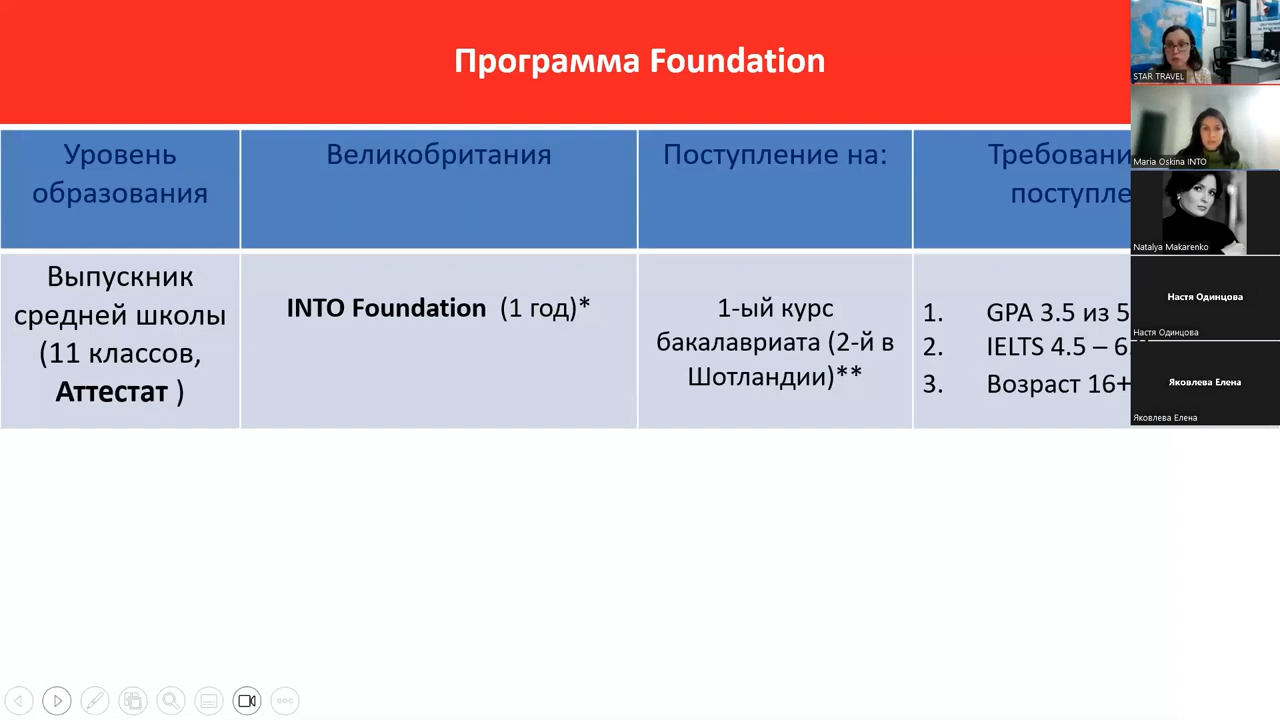 Программа Foundation
Уровень
образования
Великобритания
Поступление на:
Требовани
поступле
Выпускник
средней школы
(11 классов,
Аттестат )
INTO Foundation (1 год)*
1-ый курс
бакалавриата (2-й в
Шотландии)**
1. GPA 3.5 из 5
2. IELTS 4.5 – 6
3. Возраст 16+
STAR TRAVEL
Maria Oskina INTO
Natalya Makarenko
Настя Одинцова
Настя Одинцова
Яковлева Елена
Яковлева Елена